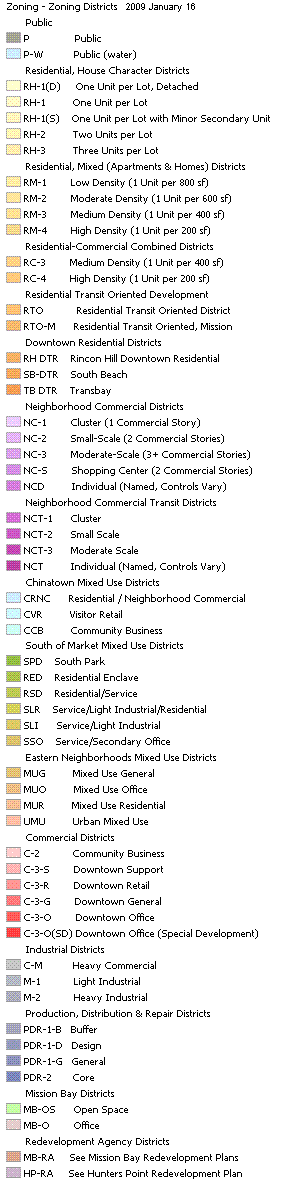 Zoning - Zoning Districts 2009 January 16
Public
P Public
P-W Public (water)
Residential, House Character Districts
RH-1(D) One Unit per Lot, Detached
RH-1 One Unit per Lot
RH-1(S) One Unit per Lot with Minor Secondary Unit
RH-2 Two Units per Lot
RH-3 Three Units per Lot
Residential, Mixed (Apartments & Homes) Districts
RM-1 Low Density (1 Unit per 800 sf)
RM-2 Moderate Density (1 Unit per 600 sf)
RM-3 Medium Density (1 Unit per 400 sf)
RM-4 High Density (1 Unit per 200 sf)
Residential-Commercial Combined Districts
RC-3 Medium Density (1 Unit per 400 sf)
RC-4 High Density (1 Unit per 200 sf)
Residential Transit Oriented Development
RTO Residential Transit Oriented District
RTO-M Residential Transit Oriented, Mission
Downtown Residential Districts
RH DTR Rincon Hill Downtown Residential
SB-DTR South Beach
TB DTR Transbay
Neighborhood Commercial Districts
NC-1 Cluster (1 Commercial Story)
NC-2 Small-Scale (2 Commercial Stories)
NC-3 Moderate-Scale (3+ Commercial Stories)
NC-S Shopping Center (2 Commercial Stories)
NCD Individual (Named, Controls Vary)
Neighborhood Commercial Transit Districts
NCT-1 Cluster
NCT-2 Small Scale
NCT-3 Moderate Scale
NCT Individual (Named, Controls Vary)
Chinatown Mixed Use Districts
CRNC Residential / Neighborhood Commercial
CVR Visitor Retail
CCB Community Business
South of Market Mixed Use Districts
SPD South Park
RED Residential Enclave
RSD Residential/Service
SLR Service/Light Industrial/Residential
SLI Service/Light Industrial
SSO Service/Secondary Office
Eastern Neighborhoods Mixed Use Districts
MUG Mixed Use General
MUO Mixed Use Office
MUR Mixed Use Residential
UMU Urban Mixed Use
Commercial Districts
C-2 Community Business
C-3-S Downtown Support
C-3-R Downtown Retail
C-3-G Downtown General
C-3-O Downtown Office
C-3-O(SD) Downtown Office (Special Development)
Industrial Districts
C-M Heavy Commercial
M-1 Light Industrial
M-2 Heavy Industrial
Production, Distribution & Repair Districts
PDR-1-B Buffer
PDR-1-D Design
PDR-1-G General
PDR-2 Core
Mission Bay Districts
MB-OS Open Space
MB-O Office
Redevelopment Agency Districts
MB-RA See Mission Bay Redevelopment Plans
HP-RA See Hunters Point Redevelopment Plan